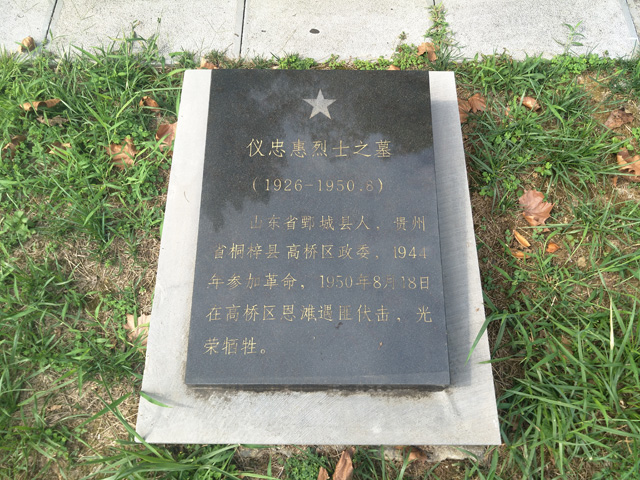 仪忠惠烈士之墓
（1926-1950.8）
山东省鄄城县人，贵州
省桐梓县高桥区政委，1944
年参加革命，1950年8月18日
在高桥区恩滩遇匪伏击，光
荣牺牲。